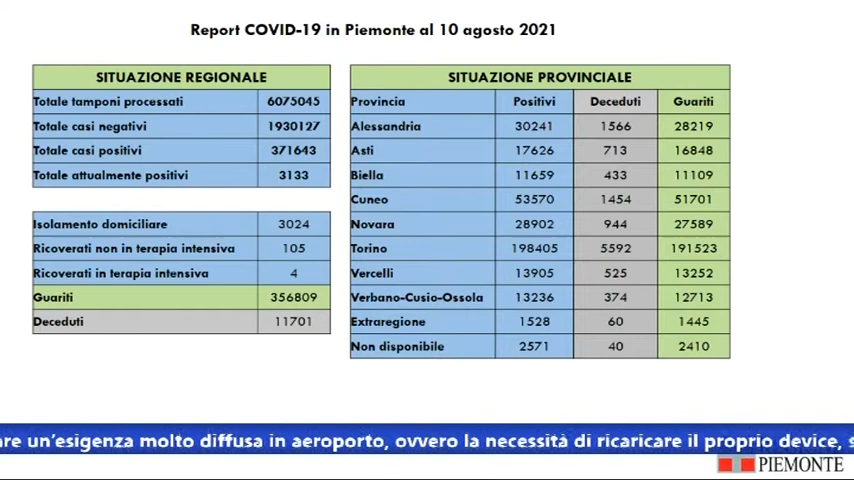 Report COVID-19 in Piemonte al 10 agosto 2021
SITUAZIONE REGIONALE
Totale tamponi processati 6075045
Totale casi negativi 1930127
Totale casi positivi 371643
Totale attualmente positivi 3133
Isolamento domiciliare 3024
Ricoverati non in terapia intensiva 105
Ricoverati in terapia intensiva 4
Guariti 356809
Deceduti 11701
SITUAZIONE PROVINCIALE
Provincia Positivi Deceduti Guariti
Alessandria 30241 1566 28219
Asti 17626 713 16848
Biella 11659 433 11109
Cuneo 53570 1454 51701
Novara 28902 944 27589
Torino 198405 5592 191523
Vercelli 13905 525 13252
Verbano-Cusio-Ossola 13236 374 12713
Extraregione 1528 60 1445
Non disponibile 2571 40 2410
are un'esigenza molto diffusa in aeroporto, ovvero la necessità di ricaricare il proprio device, s
PIEMONTE